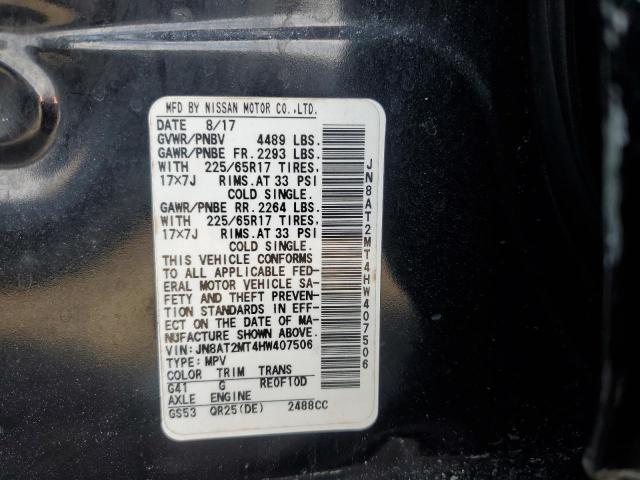 MFD BY NISSAN MOTOR CO.,LTD.
DATE 8/17
GVWR/PNBV 4489 LBS.
GAWR/PNBE FR. 2293 LBS.
WITH 225/65R17 TIRES.
17×7J RIMS.AT 33 PSI
COLD SINGLE.
GAWR/PNBE RR. 2264 LBS.
WITH 225/65R17 TIRES.
17×7J RIMS.AT 33 PSI
COLD SINGLE.
THIS VEHICLE CONFORMS
TO ALL APPLICABLE FED-
ERAL MOTOR VEHICLE SA-
FETY AND THEFT PREVEN-
TION STANDARDS IN EFF-
ECT ON THE DATE OF MA-
NUFACTURE SHOWN ABOVE.
VIN: JN8AT2MT4HW407506
TYPE: MPV
COLOR TRIM TRANS
G41 G RE0F10D
AXLE ENGINE
GS53 QR25(DE) 2488CC
JN8AT2MT4HW407506